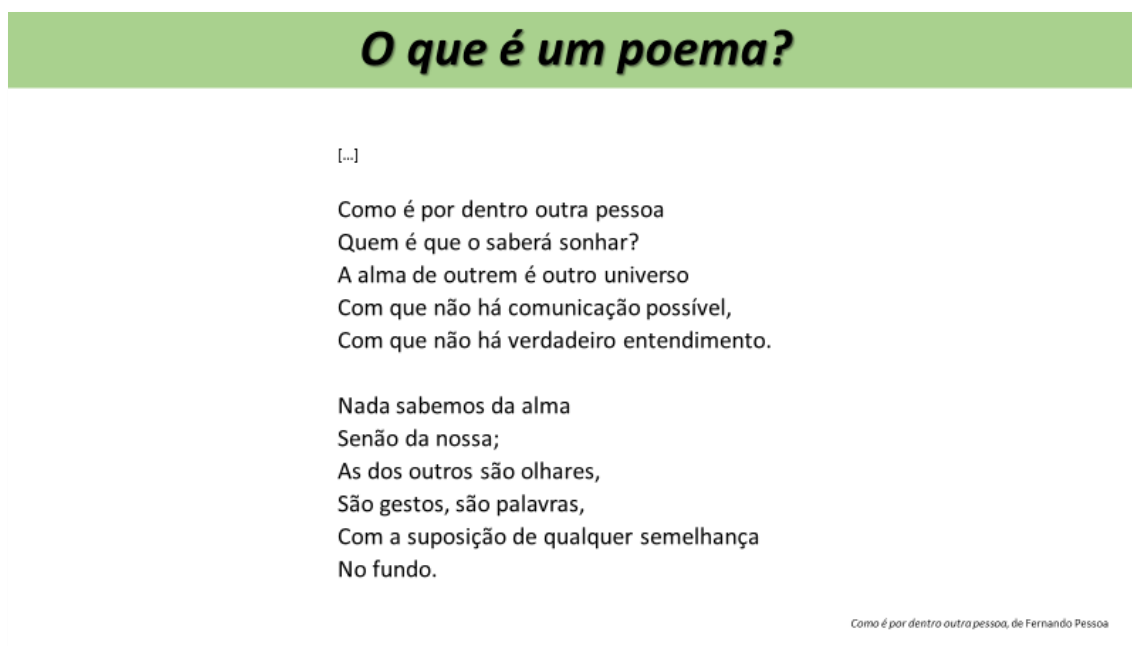 O que é um poema?
[...]
Como é por dentro outra pessoa
Quem é que o saberá sonhar?
A alma de outrem é outro universo
Com que não há comunicação possível,
Com que não há verdadeiro entendimento.
Nada sabemos da alma
Senão da nossa;
As dos outros são olhares,
São gestos, são palavras,
Com a suposição de qualquer semelhança
No fundo.
Como é por dentro outra pessoa, de Fernando Pessoa